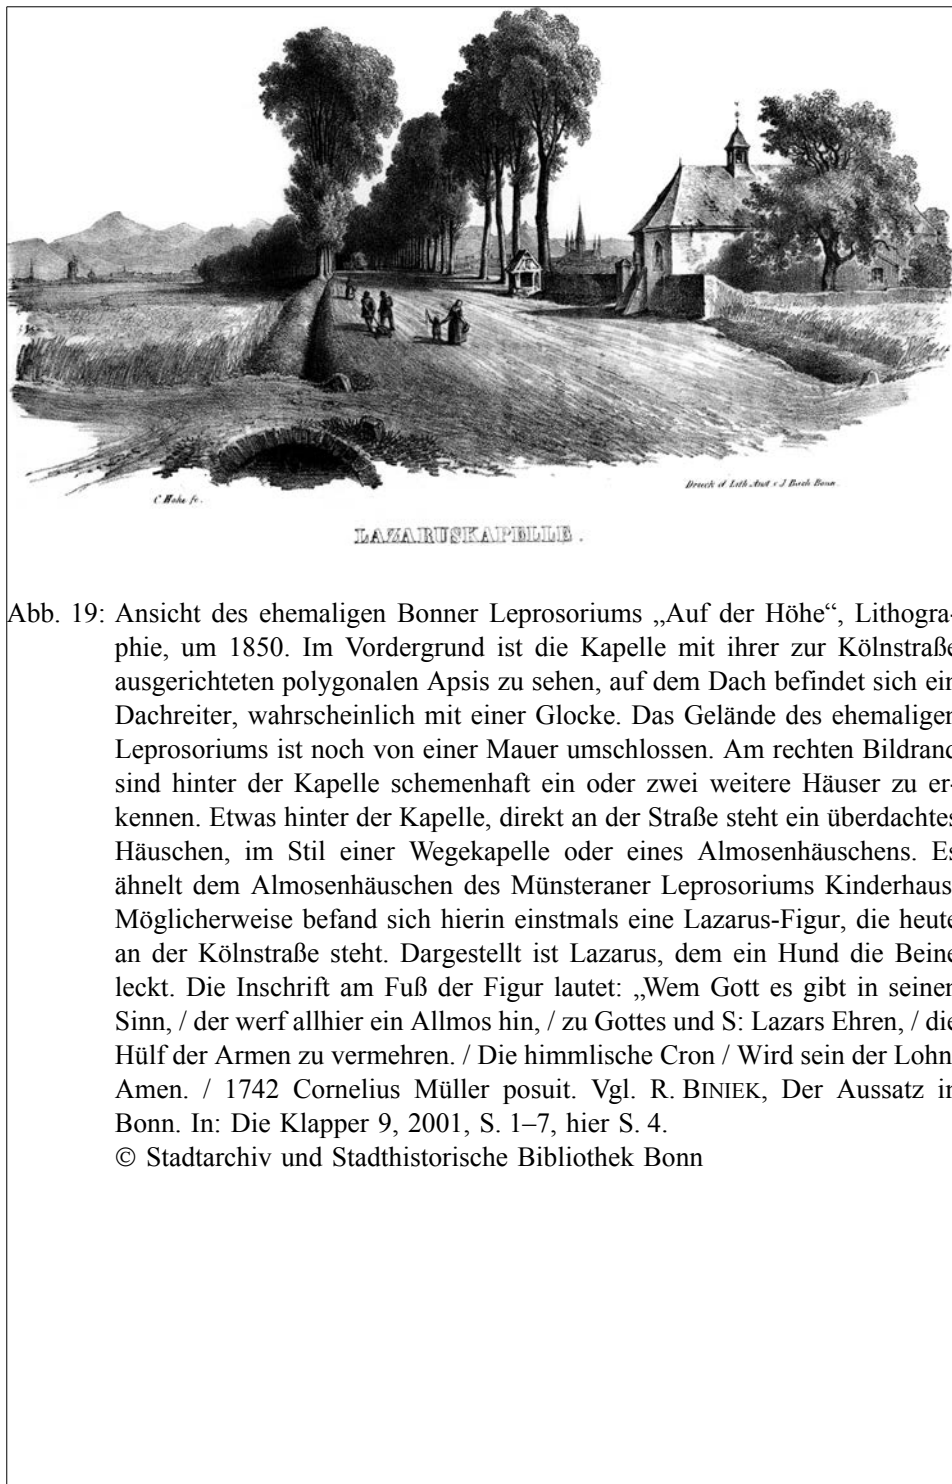 C. Hohe fc.
Druck d. Lith. Anst. v. J. Bach Bonn.
LAZARUSKAPELLE.
Abb. 19: Ansicht des ehemaligen Bonner Leprosoriums „Auf der Höhe“, Lithogra-
phie, um 1850. Im Vordergrund ist die Kapelle mit ihrer zur Kölnstraße
ausgerichteten polygonalen Apsis zu sehen, auf dem Dach befindet sich ein
Dachreiter, wahrscheinlich mit einer Glocke. Das Gelände des ehemaligen
Leprosoriums ist noch von einer Mauer umschlossen. Am rechten Bildrand
sind hinter der Kapelle schemenhaft ein oder zwei weitere Häuser zu er-
kennen. Etwas hinter der Kapelle, direkt an der Straße steht ein überdachtes
Häuschen, im Stil einer Wegekapelle oder eines Almosenhäuschens. Es
ähnelt dem Almosenhäuschen des Münsteraner Leprosoriums Kinderhaus
Möglicherweise befand sich hierin einstmals eine Lazarus-Figur, die heute
an der Kölnstraße steht. Dargestellt ist Lazarus, dem ein Hund die Beine
leckt. Die Inschrift am Fuß der Figur lautet: „Wem Gott es gibt in seinen
Sinn, / der werf allhier ein Allmos hin, / zu Gottes und S: Lazars Ehren, / die
Hülf der Armen zu vermehren. / Die himmlische Cron / Wird sein der Lohn
Amen. / 1742 Cornelius Müller posuit. Vgl. R. BINIEK, Der Aussatz in
Bonn. In: Die Klapper 9, 2001, S. 1–7, hier S. 4.
© Stadtarchiv und Stadthistorische Bibliothek Bonn